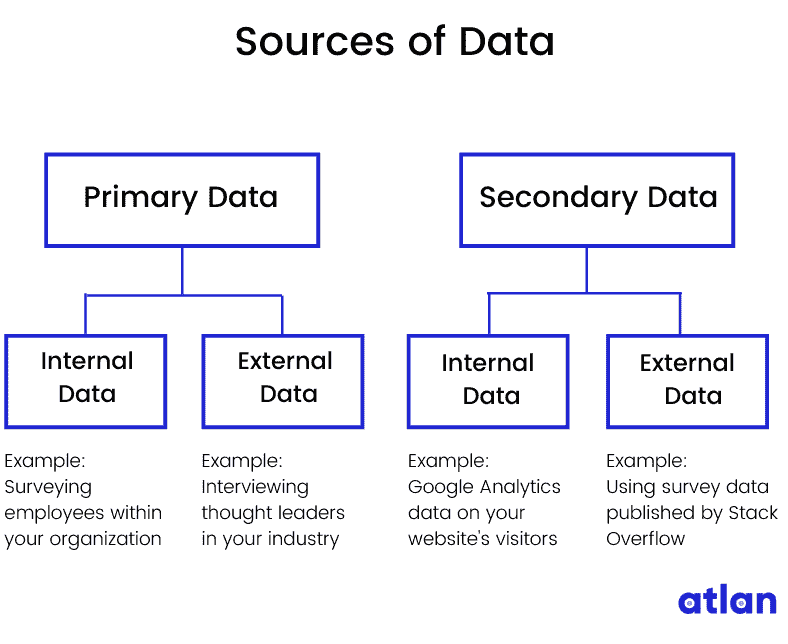 Sources of Data
Primary Data
Secondary Data
Internal
Data
External
Data
Internal
Data
External
Data
Example:
Surveying
employees within
your organization
Example:
Interviewing
thought leaders
in your industry
Example:
Google Analytics
data on your
website's visitors
Example:
Using survey data
published by Stack
Overflow
atlan